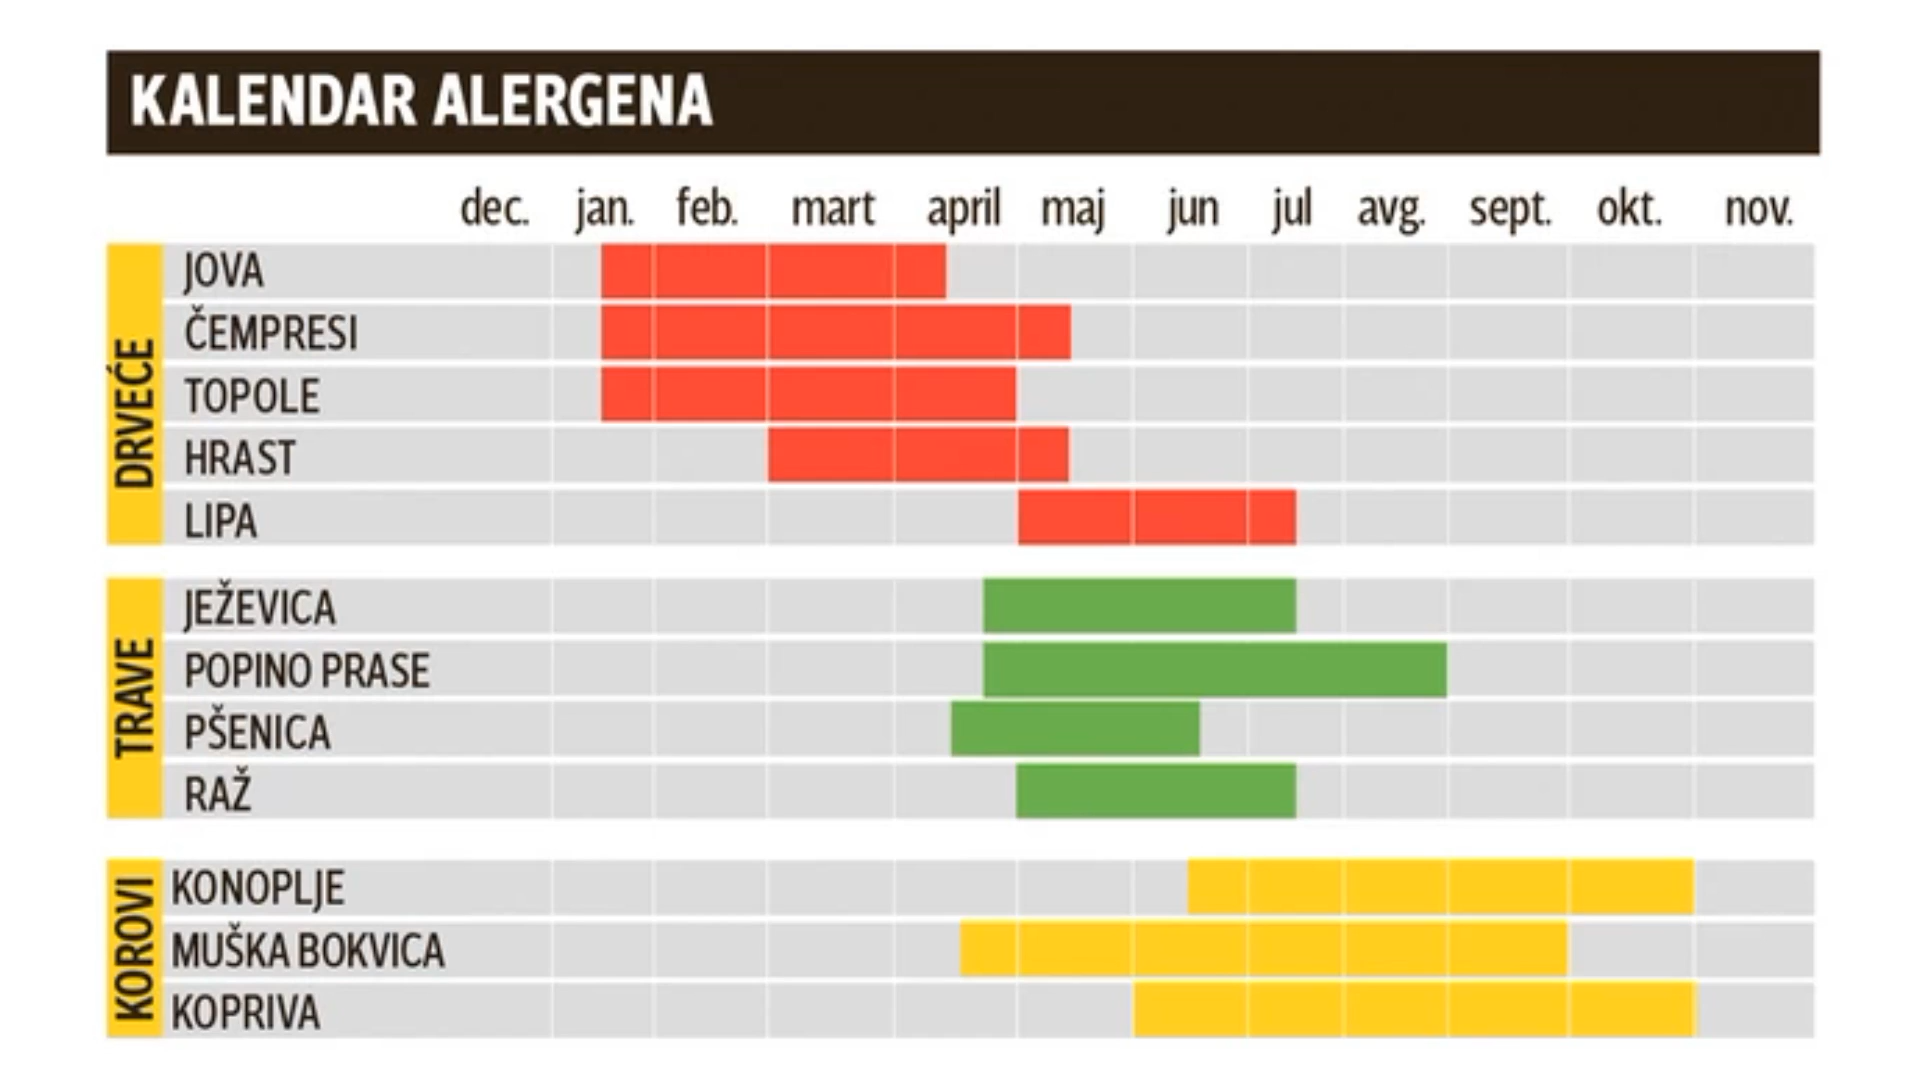 KALENDAR ALERGENA
dec. jan. feb. mart april maj jun jul avg. sept. okt. nov.
DRVEĆE
JOVA
ČEMPRESI
TOPOLE
HRAST
LIPA
TRAVE
JEŽEVICA
POPINO PRASE
PŠENICA
RAŽ
KOROVI
KONOPLJE
MUŠKA BOKVICA
KOPRIVA